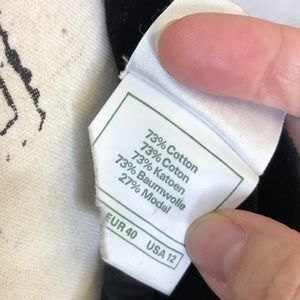 73% Cotton
73% Coton
73% Katoen
73% Baumwolle
27% Modal
EUR 40 USA 12